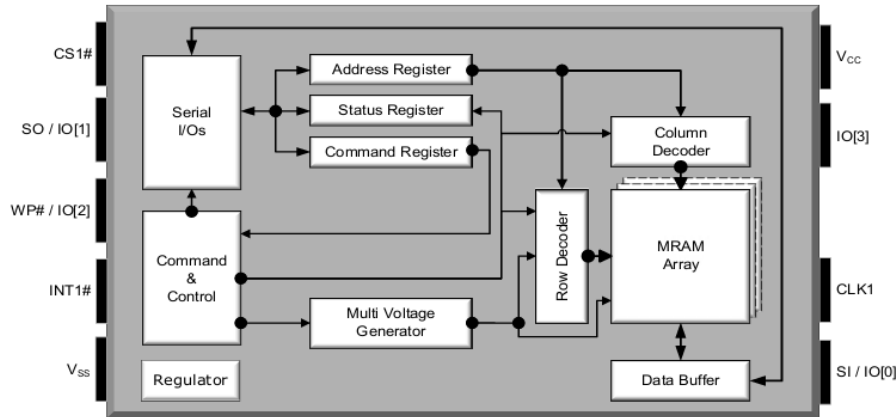 CS1#
SO / IO[1]
WP# / IO[2]
INT1#
VSS
Serial
I/Os
Command
&
Control
Regulator
Address Register
Status Register
Command Register
Multi Voltage
Generator
Row Decoder
Column
Decoder
MRAM
Array
Data Buffer
VCC
IO[3]
CLK1
SI / IO[0]